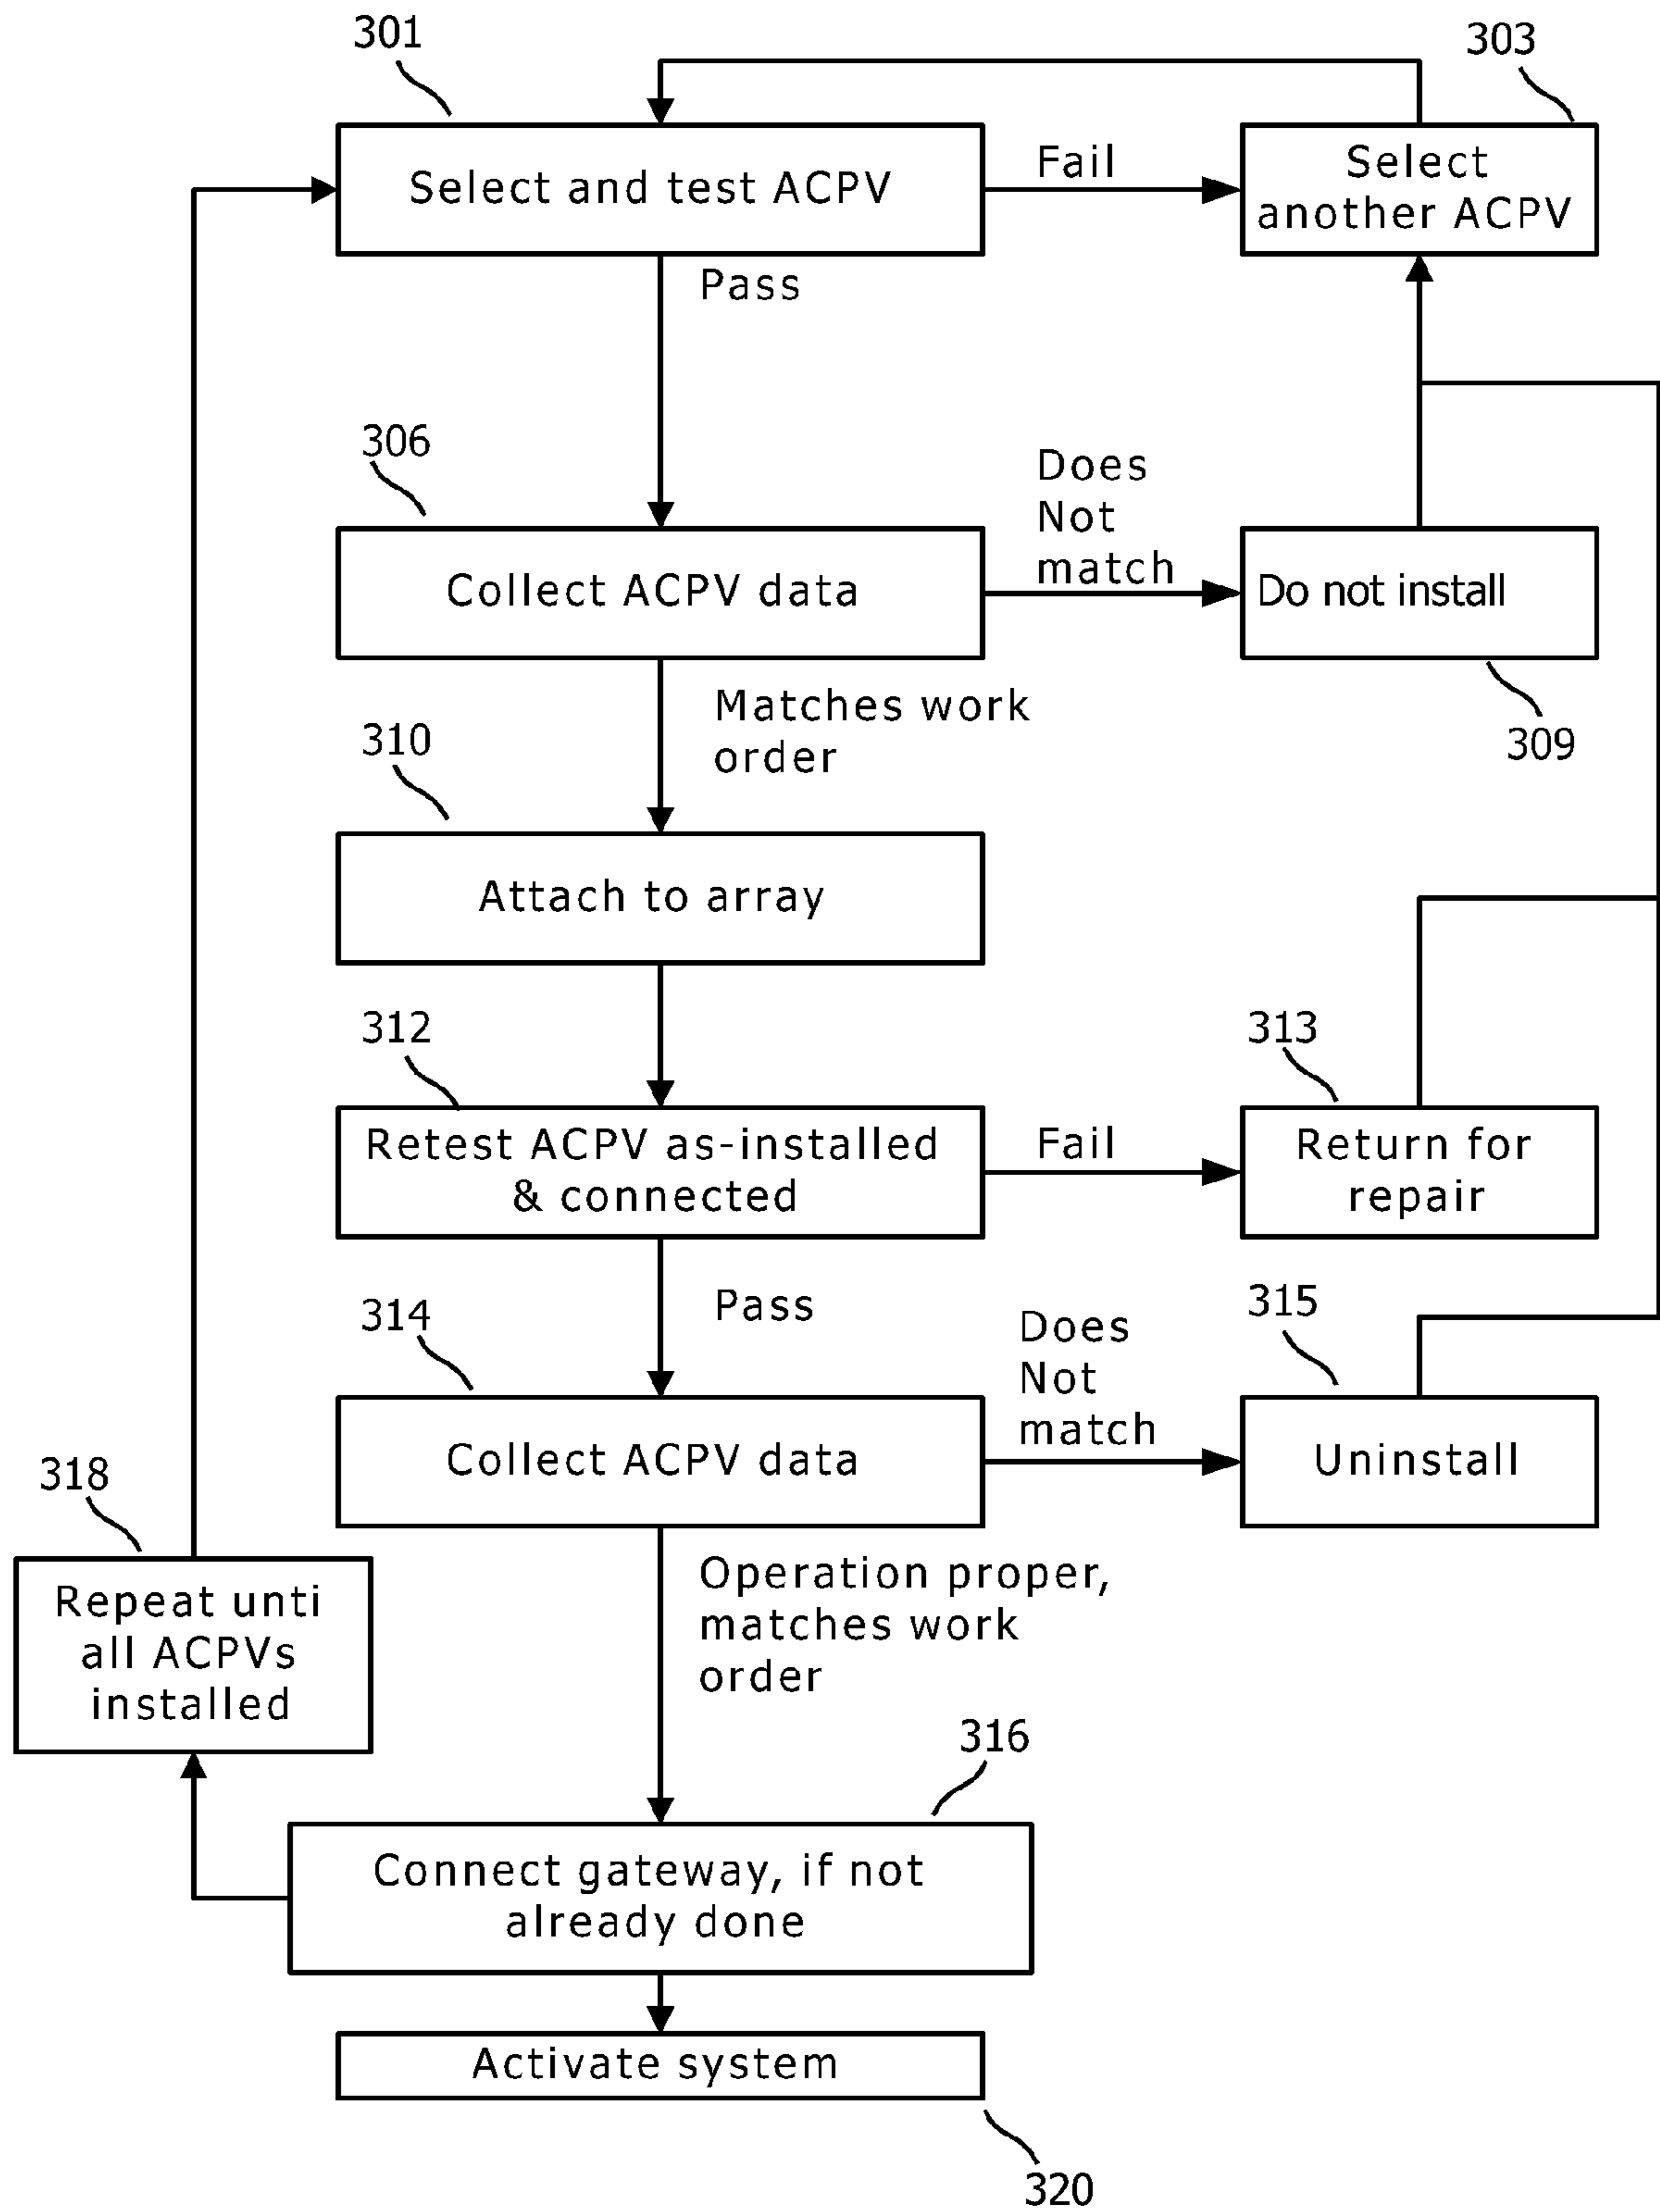 301
303
Select and test ACPV
Fail
Select
another ACPV
Pass
306
Does
Not
match
Collect ACPV data
Do not install
Matches work
order
310
309
Attach to array
312
313
Retest ACPV as-installed
& connected
Fail
Return for
repair
Pass
314
315
Does
Not
match
Collect ACPV data
Uninstall
318
Operation proper,
matches work
order
Repeat unti
all ACPVs
installed
316
Connect gateway, if not
already done
Activate system
320